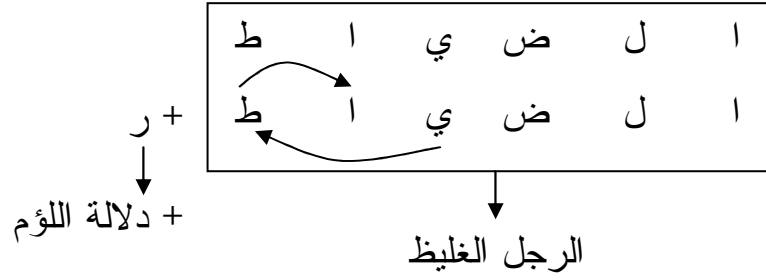 ا ل ض ي ا ط
ا ل ض ي ا ط + ر
+ دلالة اللؤم
الرجل الغليظ